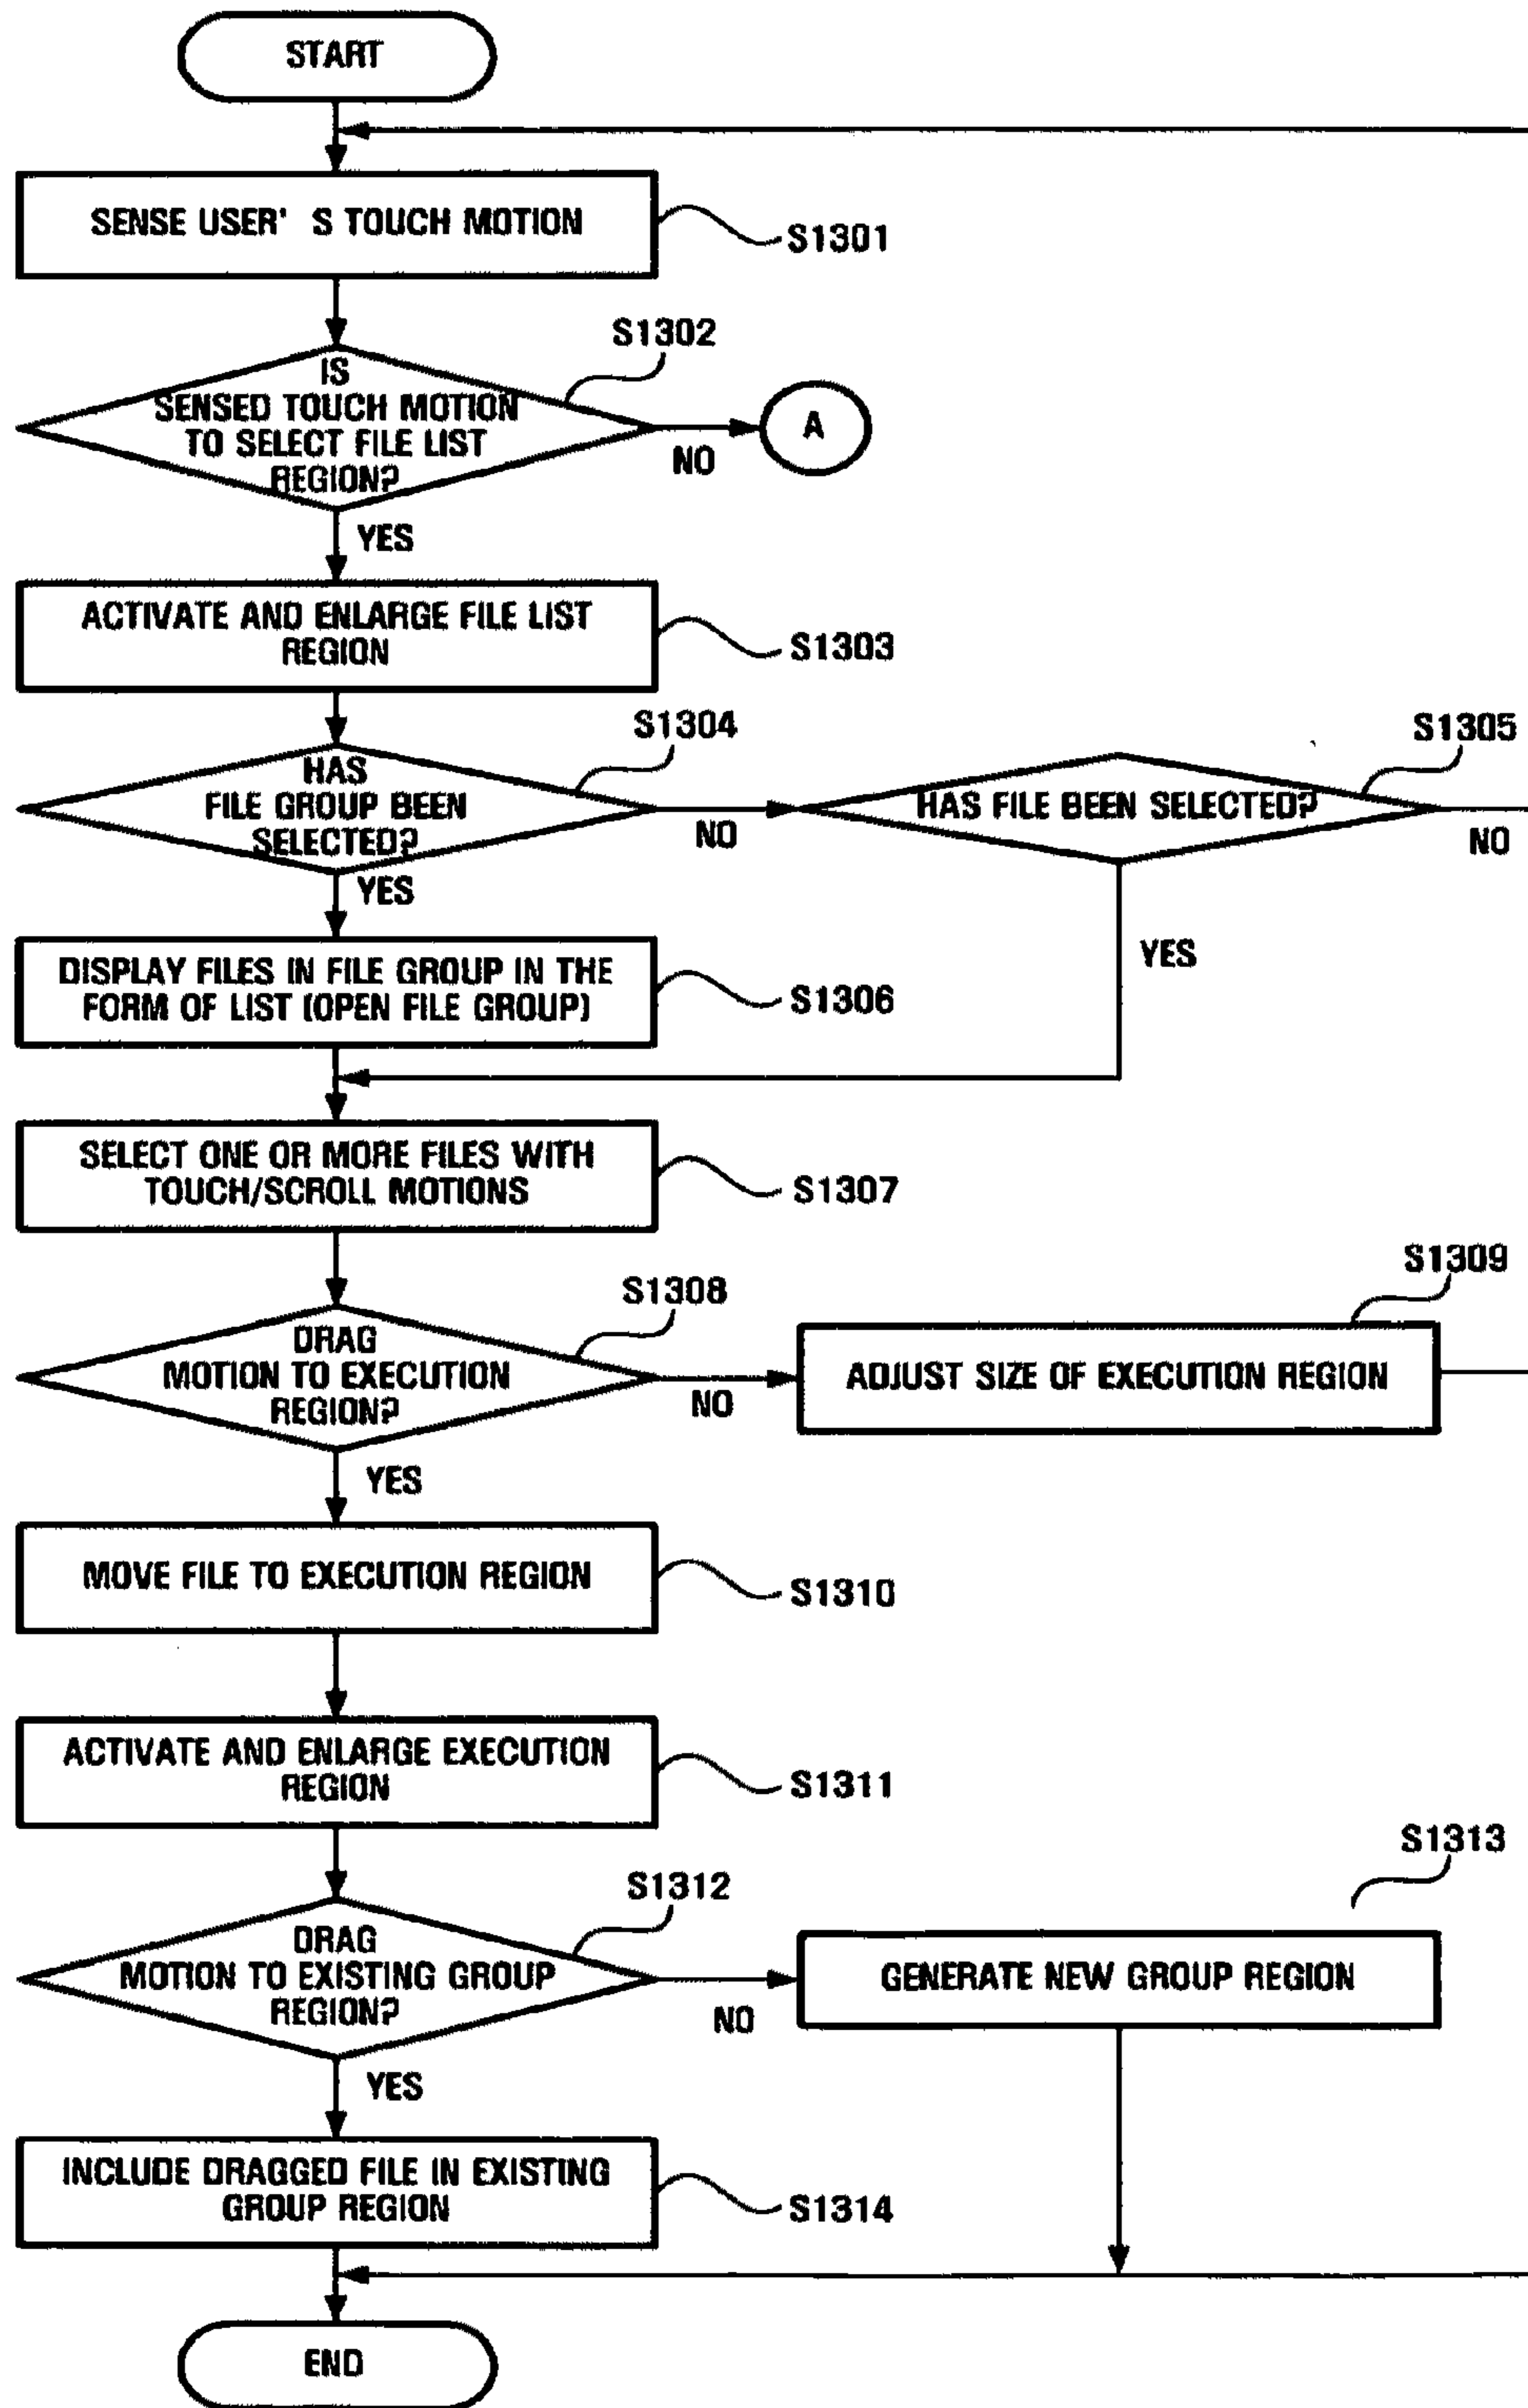 START
SENSE USER' S TOUCH MOTION
S1301
S1302
IS
SENSED TOUCH MOTION
TO SELECT FILE LIST
REGION?
NO
A
YES
ACTIVATE AND ENLARGE FILE LIST
REGION
S1303
S1304
HAS
FILE GROUP BEEN
SELECTED?
NO
S1305
HAS FILE BEEN SELECTED?
NO
YES
YES
DISPLAY FILES IN FILE GROUP IN THE
FORM OF LIST (OPEN FILE GROUP)
S1306
SELECT ONE OR MORE FILES WITH
TOUCH/SCROLL MOTIONS
S1307
S1308
DRAG
MOTION TO EXECUTION
REGION?
NO
S1309
ADJUST SIZE OF EXECUTION REGION
YES
MOVE FILE TO EXECUTION REGION
S1310
ACTIVATE AND ENLARGE EXECUTION
REGION
S1311
S1312
DRAG
MOTION TO EXISTING GROUP
REGION?
NO
S1313
GENERATE NEW GROUP REGION
YES
INCLUDE DRAGGED FILE IN EXISTING
GROUP REGION
S1314
END